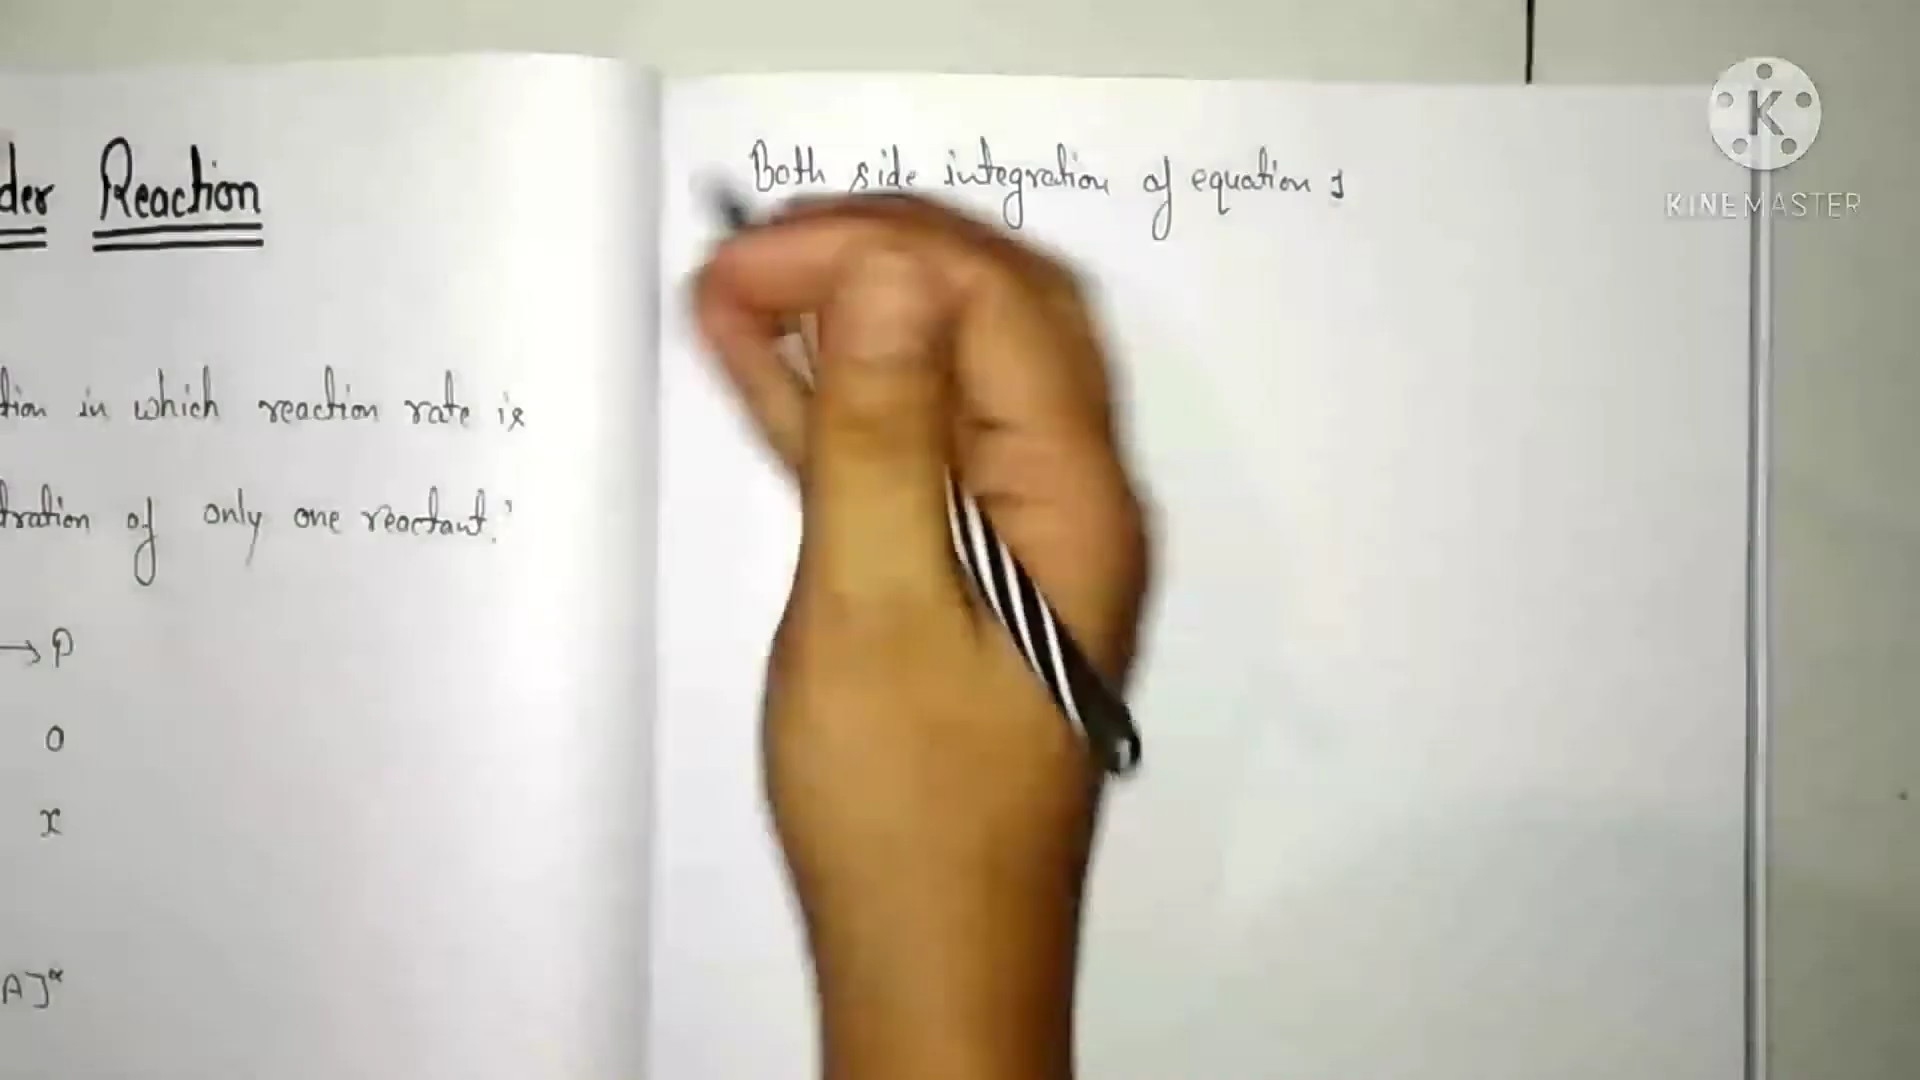 der Reaction
tion in which reaction rate is
tration of only one reactant."
→ P
0
x
A]ᵅ
Both side integration of equation 1
K
KINEMASTER